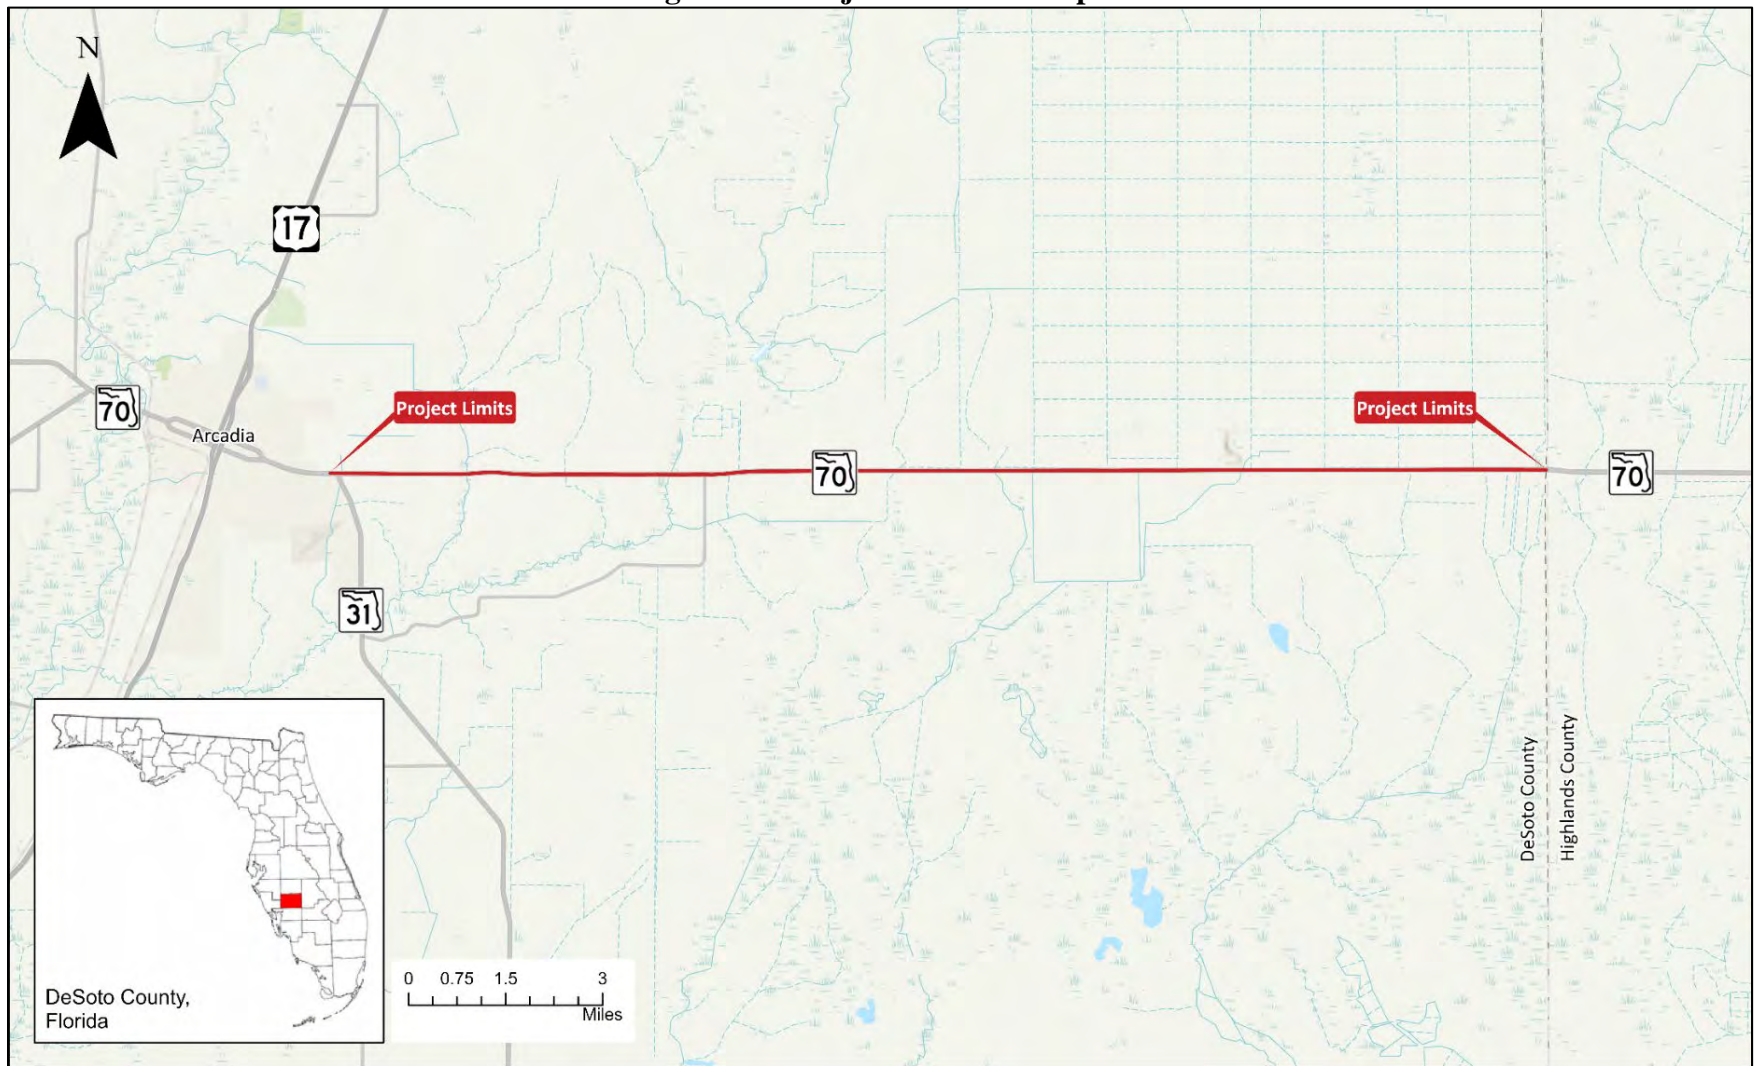 N
17
70
Project Limits
Project Limits
Arcadia
70
70
31
DeSoto County
Highlands County
DeSoto County,
Florida
0 0.75 1.5 3
Miles